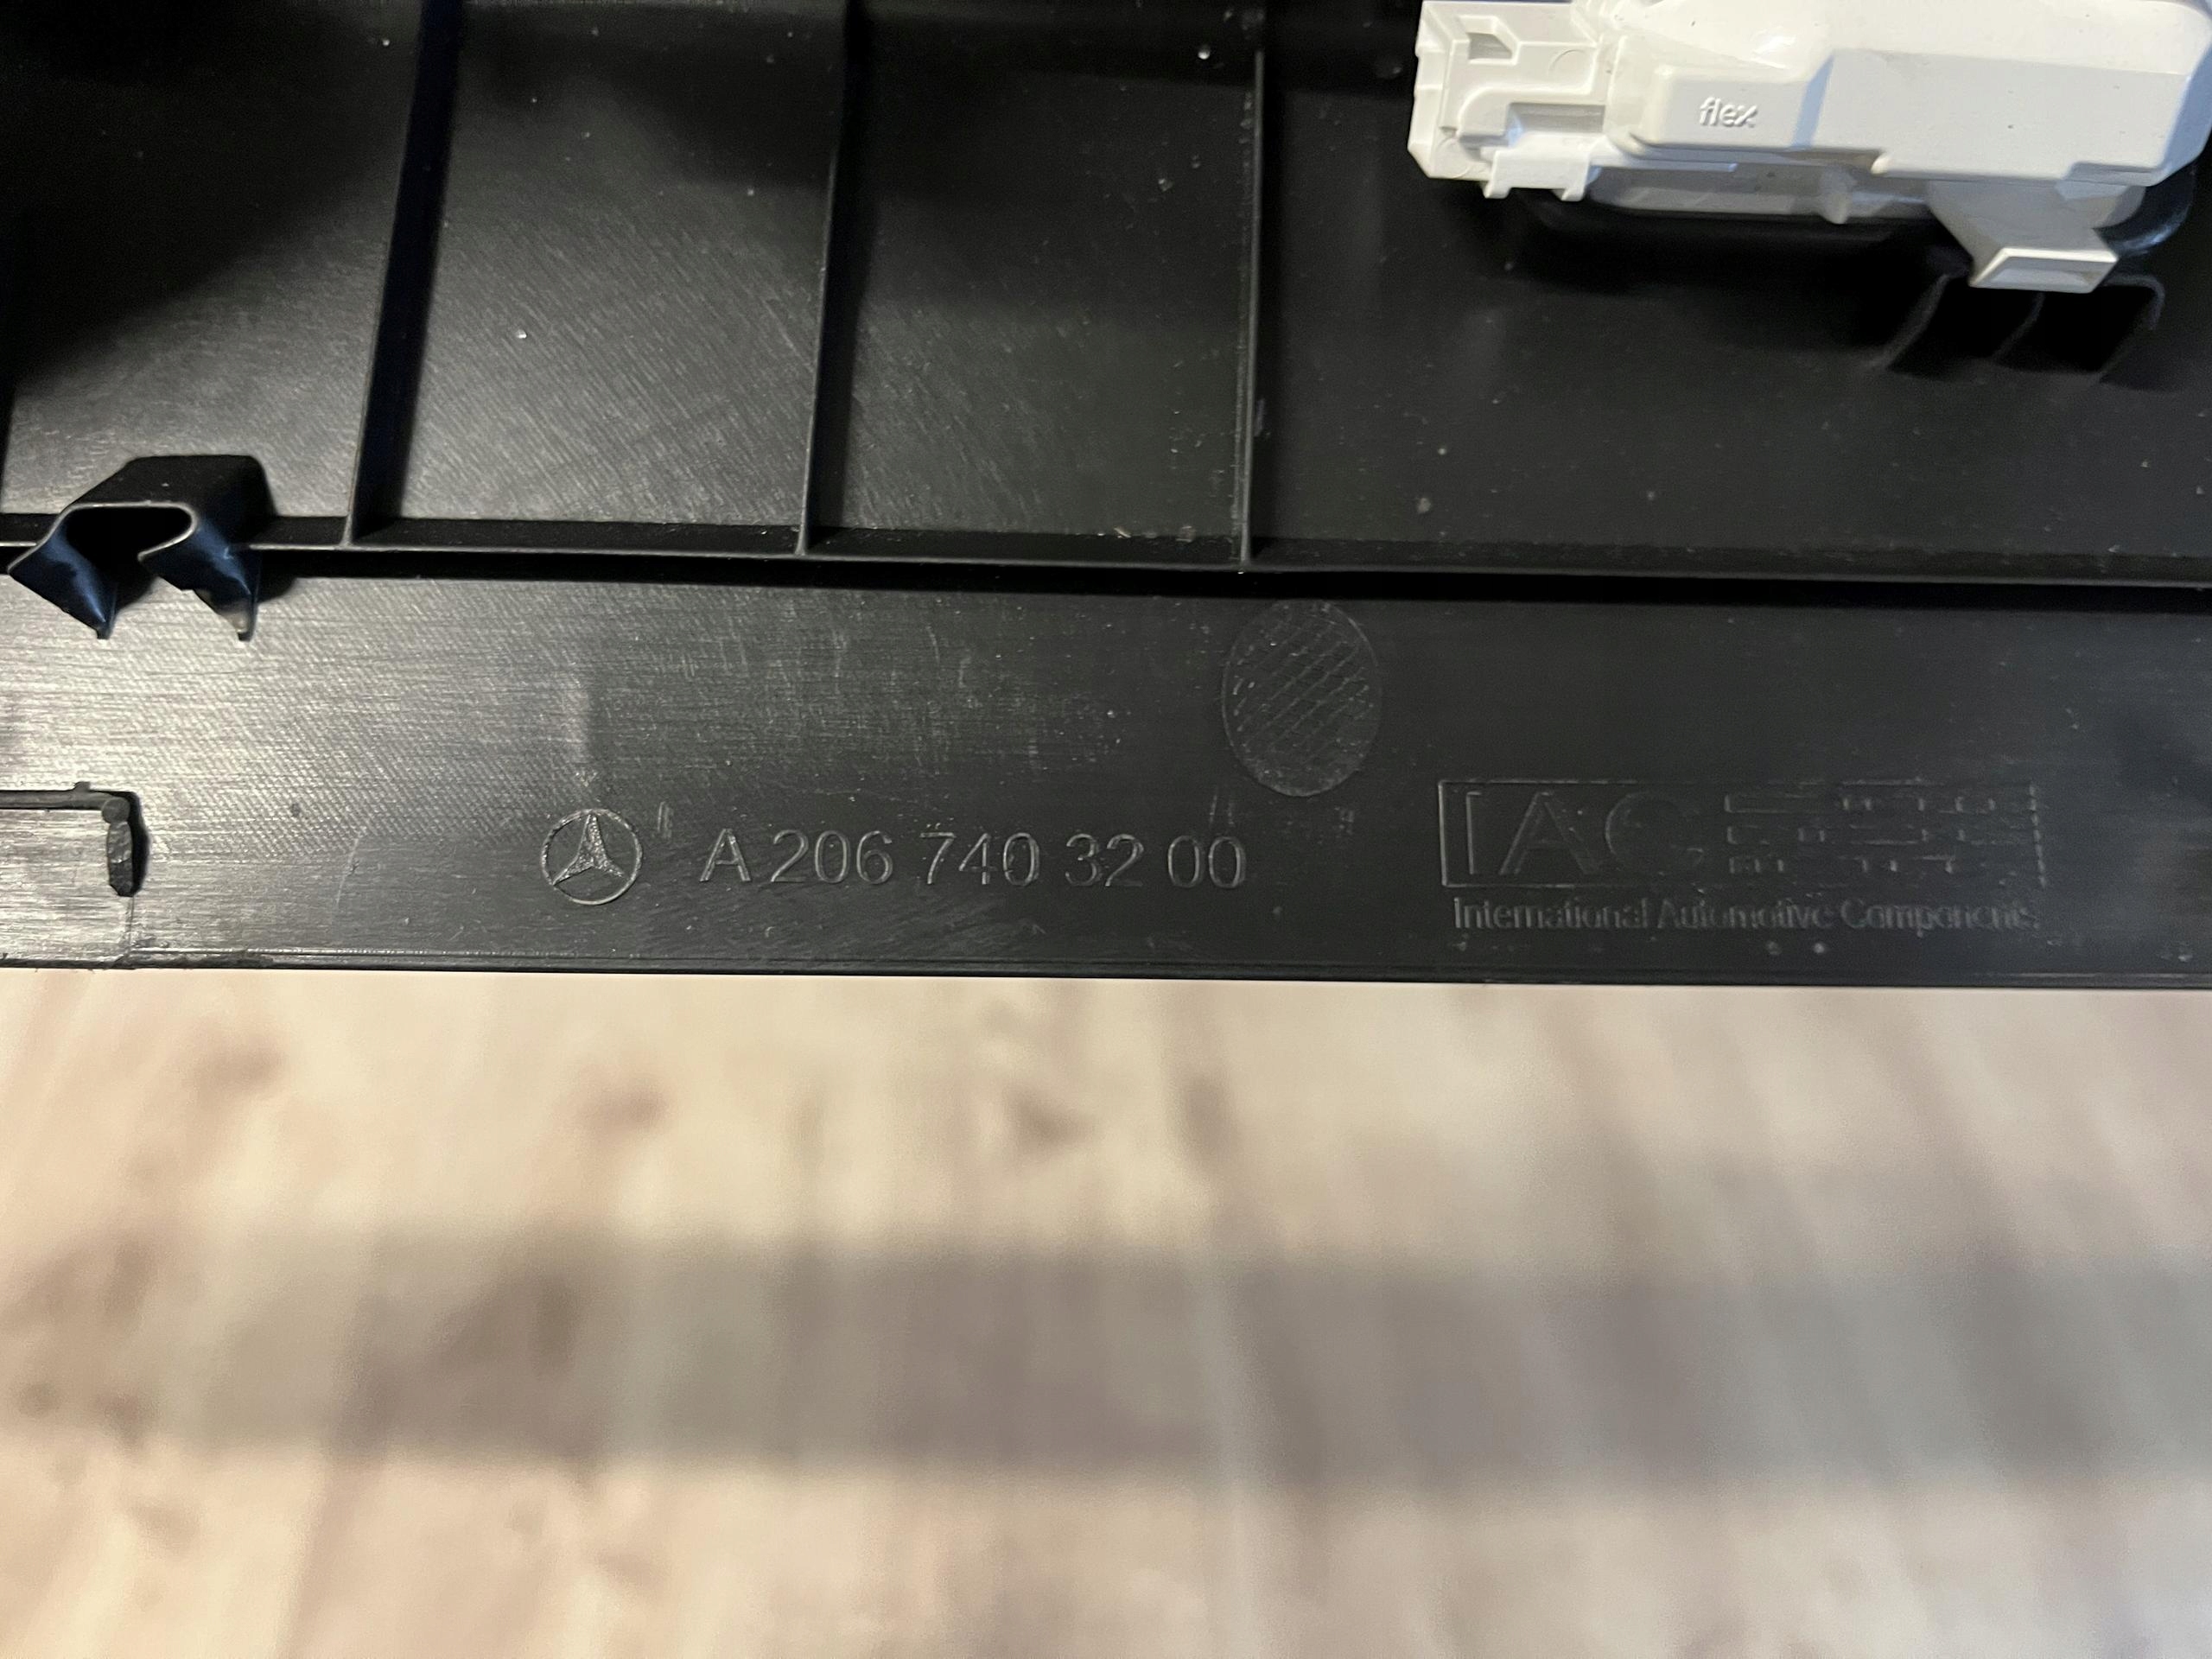 flex
A 206 740 32 00
IAC
International Automotive Components